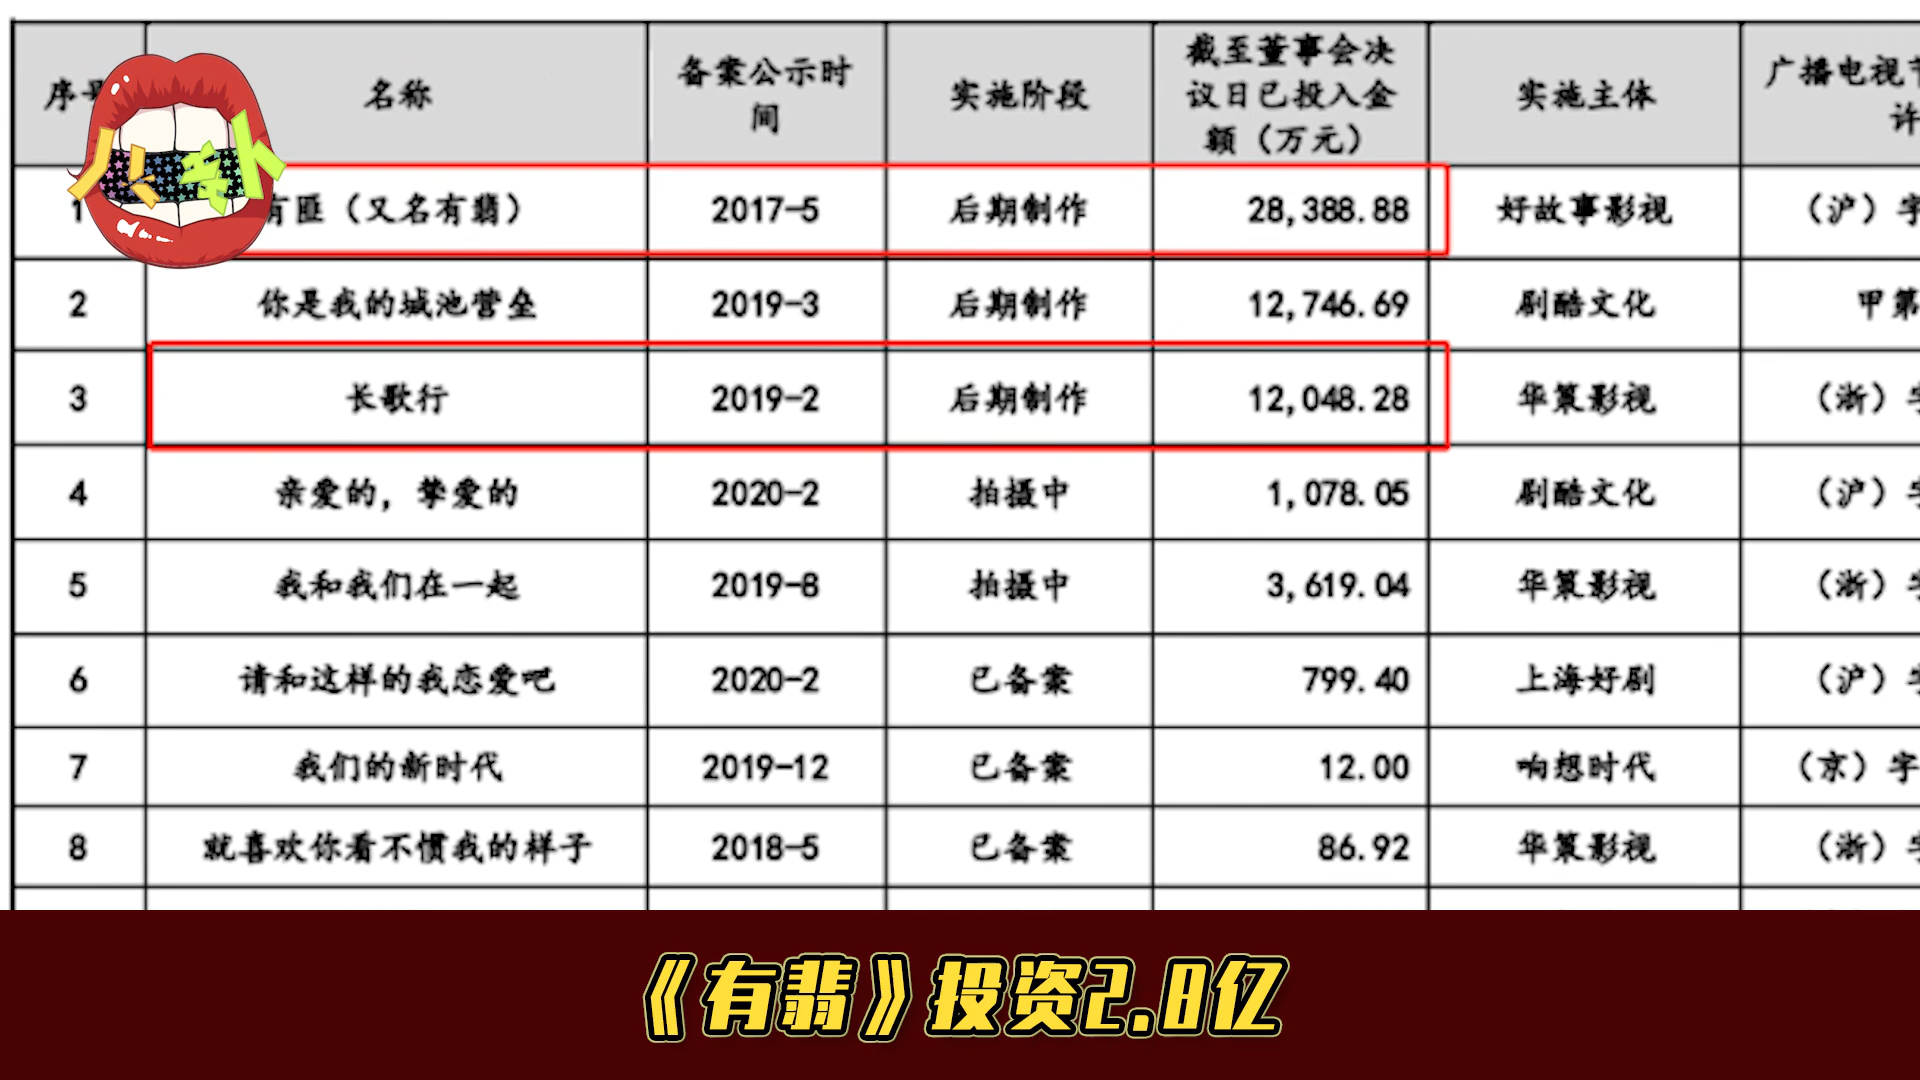 序号 名称 备案公示时间 实施阶段 截至董事会决议日已投入金额（万元） 实施主体 广播电视节 许
八卦
1 有匪（又名有翡） 2017-5 后期制作 28,388.88 好故事影视 （沪）字
2 你是我的城池营垒 2019-3 后期制作 12,746.69 剧酷文化 甲第
3 长歌行 2019-2 后期制作 12,048.28 华策影视 （浙）字
4 亲爱的，挚爱的 2020-2 拍摄中 1,078.05 剧酷文化 （沪）字
5 我和我们在一起 2019-8 拍摄中 3,619.04 华策影视 （浙）字
6 请和这样的我恋爱吧 2020-2 已备案 799.40 上海好剧 （沪）字
7 我们的新时代 2019-12 已备案 12.00 响想时代 （京）字
8 就喜欢你看不惯我的样子 2018-5 已备案 86.92 华策影视 （浙）字
《有翡》投资2.8亿